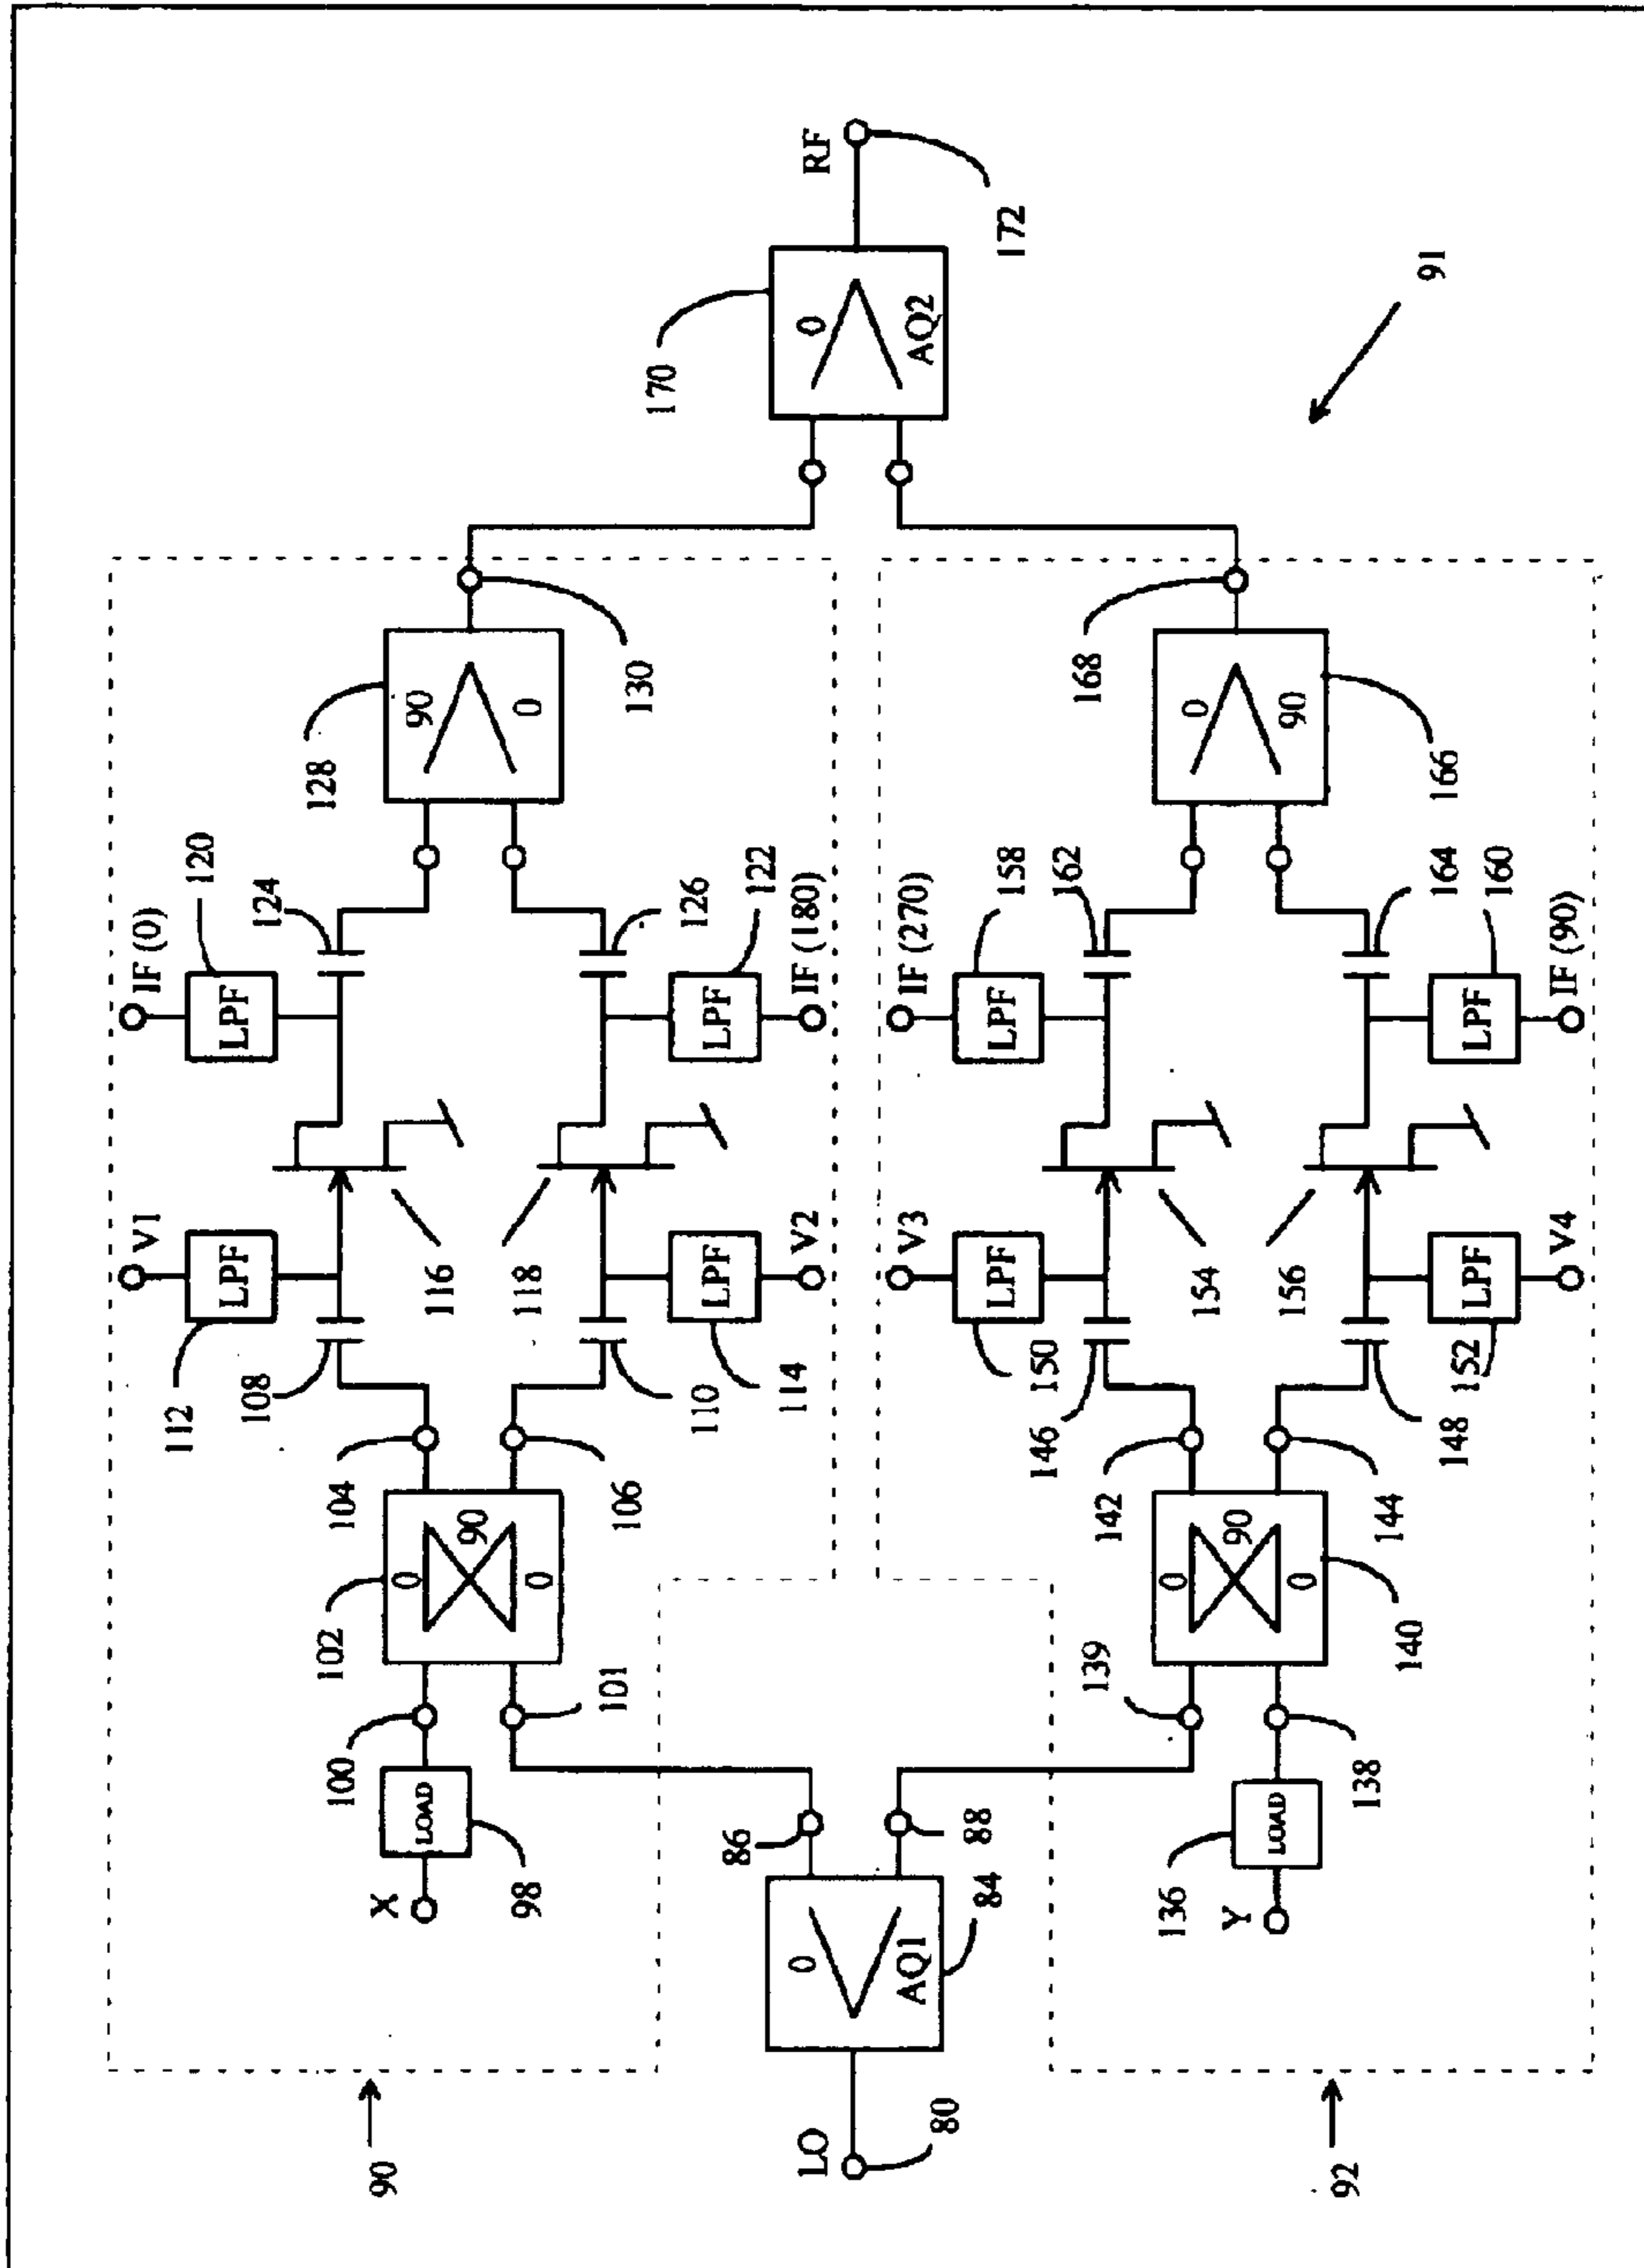 90
X
LOAD
98
100
101
102
0
90
0
104
106
108
110
112
LPF
V1
114
LPF
V2
116
118
120
LPF
IF (0)
122
LPF
IF (180)
124
126
128
90
0
130
LO
80
84
0
AQ1
86
88
92
Y
LOAD
136
138
139
140
0
90
0
142
144
146
148
150
LPF
V3
152
LPF
V4
154
156
158
LPF
IF (270)
160
LPF
IF (90)
162
164
166
0
90
168
170
0
AQ2
RF
172
91